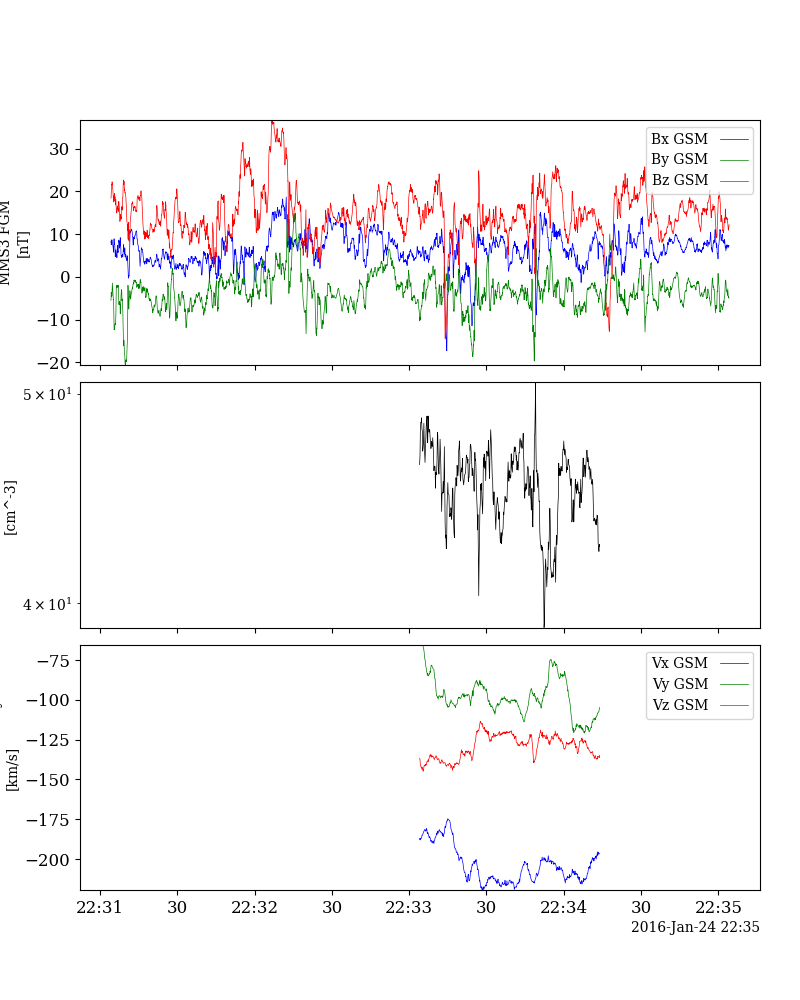 MMS3 FGM
[nT]
30
20
10
0
−10
−20
Bx GSM
By GSM
Bz GSM
[cm^-3]
5 × 10¹
4 × 10¹
[km/s]
−75
−100
−125
−150
−175
−200
Vx GSM
Vy GSM
Vz GSM
22:31 30 22:32 30 22:33 30 22:34 30 22:35
2016-Jan-24 22:35